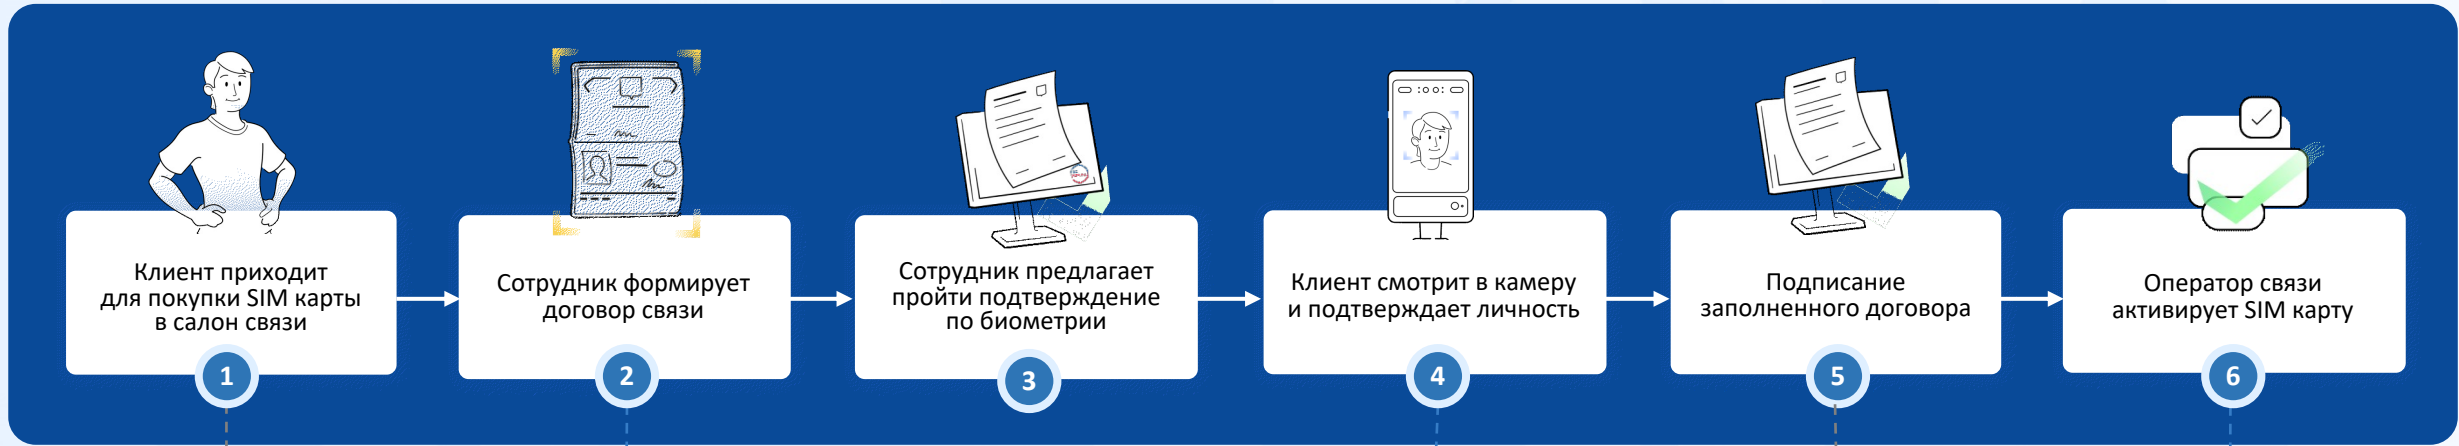 Клиент приходит
для покупки SIM карты
в салон связи
1
Сотрудник формирует
договор связи
2
Сотрудник предлагает
пройти подтверждение
по биометрии
3
Клиент смотрит в камеру
и подтверждает личность
4
Подписание
заполненного договора
5
Оператор связи
активирует SIM карту
6